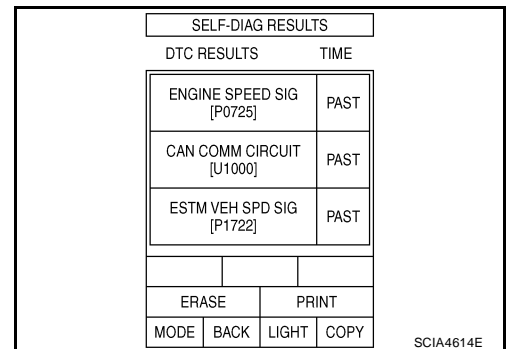 SELF-DIAG RESULTS
DTC RESULTS TIME
ENGINE SPEED SIG
[P0725]
PAST
CAN COMM CIRCUIT
[U1000]
PAST
ESTM VEH SPD SIG
[P1722]
PAST
ERASE PRINT
MODE BACK LIGHT COPY
SCIA4614E